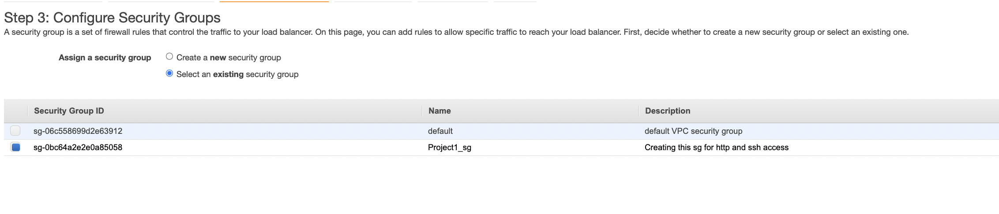 Step 3: Configure Security Groups
A security group is a set of firewall rules that control the traffic to your load balancer. On this page, you can add rules to allow specific traffic to reach your load balancer. First, decide whether to create a new security group or select an existing one.
Assign a security group
Create a new security group
Select an existing security group
Security Group ID Name Description
sg-06c558699d2e63912 default default VPC security group
sg-0bc64a2e2e0a85058 Project1_sg Creating this sg for http and ssh access